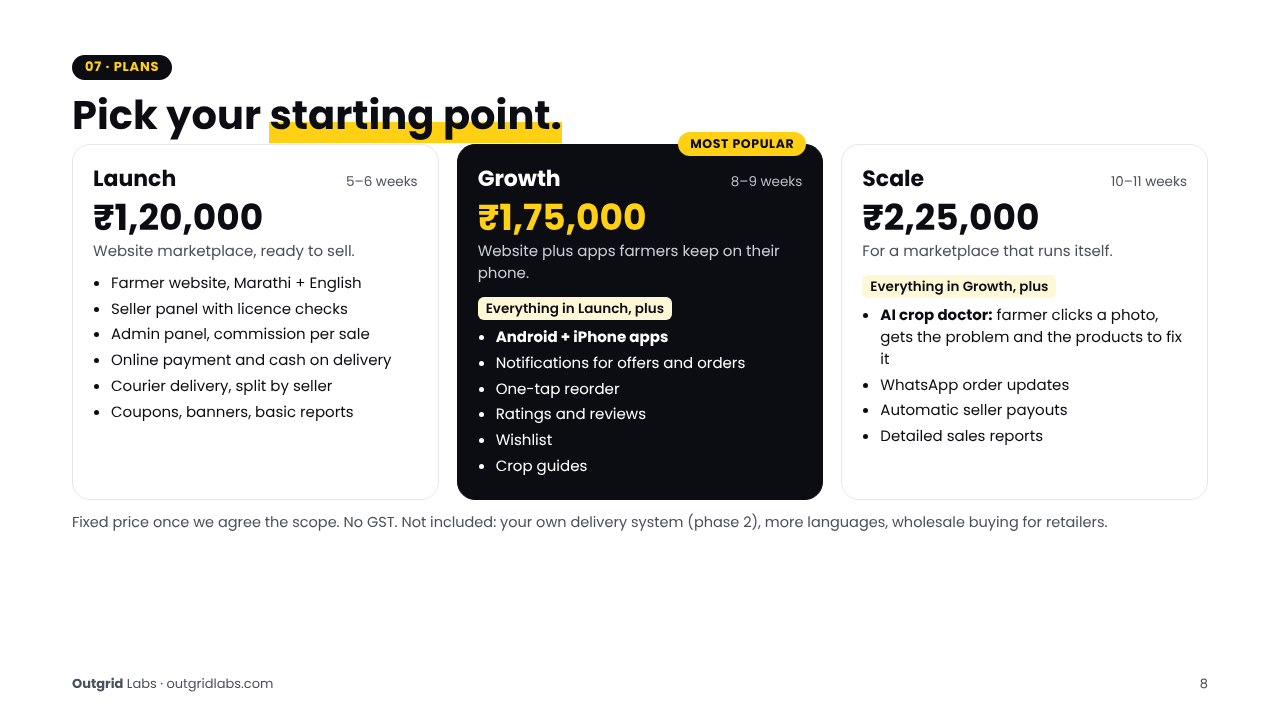 07 · PLANS
Pick your starting point.
Launch
5–6 weeks
₹1,20,000
Website marketplace, ready to sell.
• Farmer website, Marathi + English
• Seller panel with licence checks
• Admin panel, commission per sale
• Online payment and cash on delivery
• Courier delivery, split by seller
• Coupons, banners, basic reports
MOST POPULAR
Growth
8–9 weeks
₹1,75,000
Website plus apps farmers keep on their
phone.
Everything in Launch, plus
• Android + iPhone apps
• Notifications for offers and orders
• One-tap reorder
• Ratings and reviews
• Wishlist
• Crop guides
Scale
10–11 weeks
₹2,25,000
For a marketplace that runs itself.
Everything in Growth, plus
• AI crop doctor: farmer clicks a photo,
gets the problem and the products to fix
it
• WhatsApp order updates
• Automatic seller payouts
• Detailed sales reports
Fixed price once we agree the scope. No GST. Not included: your own delivery system (phase 2), more languages, wholesale buying for retailers.
Outgrid Labs · outgridlabs.com
8